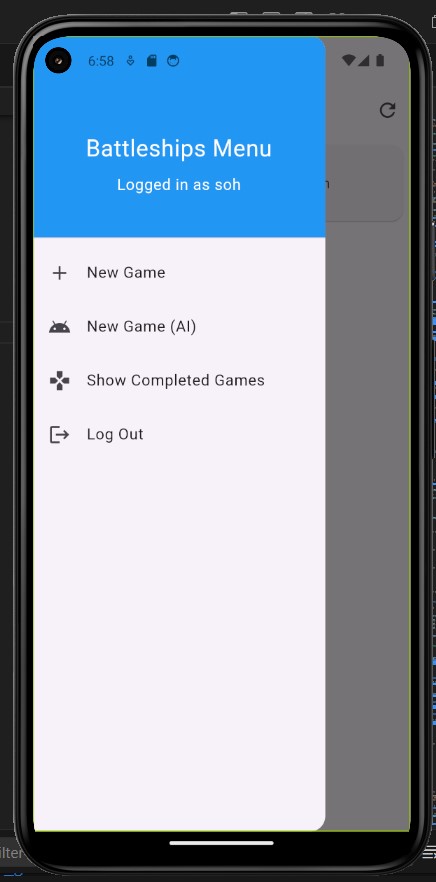 6:58
Battleships Menu
Logged in as soh
New Game
New Game (AI)
Show Completed Games
Log Out